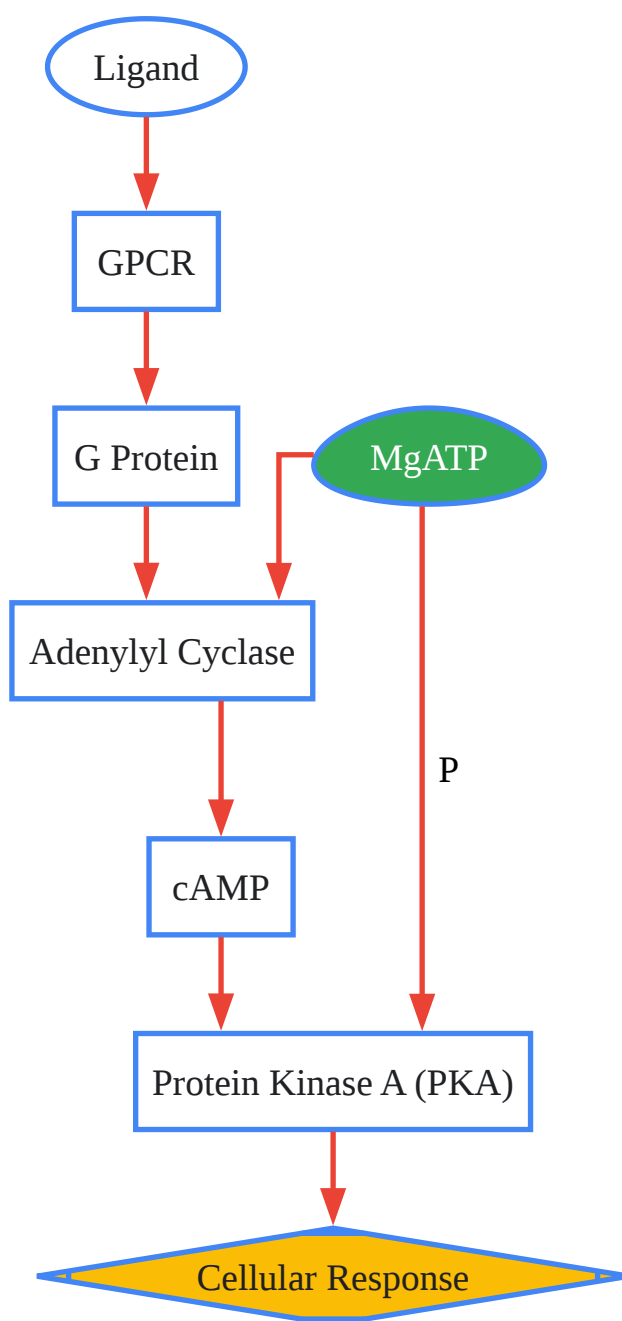 Ligand
GPCR
G Protein
MgATP
Adenylyl Cyclase
P
cAMP
Protein Kinase A (PKA)
Cellular Response